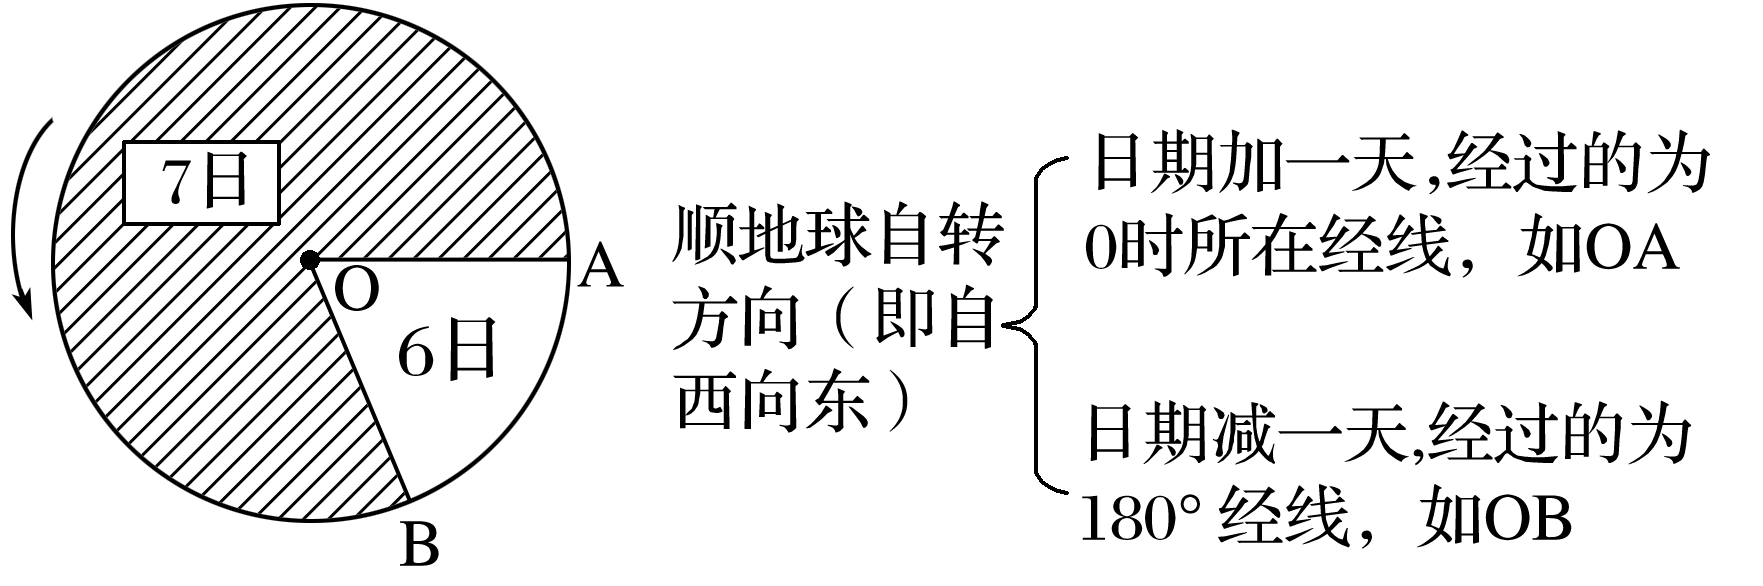 7日
O
A
6日
B
顺地球自转
方向（即自
西向东）
日期加一天,经过的为
0时所在经线，如OA
日期减一天,经过的为
180°经线，如OB